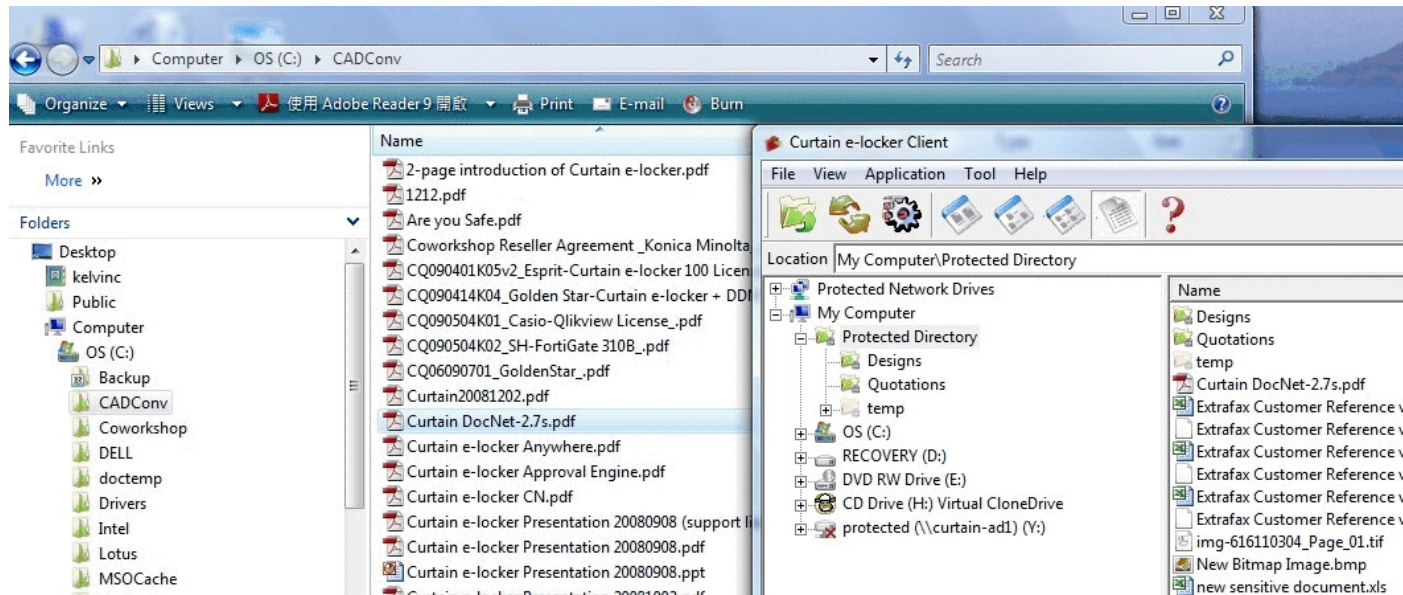 Computer ▸ OS (C:) ▸ CADConv
Search
Organize Views 使用 Adobe Reader 9 開啟 Print E-mail Burn
Favorite Links
More »
Folders
Desktop
kelvinc
Public
Computer
OS (C:)
Backup
CADConv
Coworkshop
DELL
doctemp
Drivers
Intel
Lotus
MSOCache
Name
2-page introduction of Curtain e-locker.pdf
1212.pdf
Are you Safe.pdf
Coworkshop Reseller Agreement _Konica Minolta
CQ090401K05v2_Esprit-Curtain e-locker 100 Licen
CQ090414K04_Golden Star-Curtain e-locker + DD
CQ090504K01_Casio-Qlikview License_.pdf
CQ090504K02_SH-FortiGate 310B_.pdf
CQ06090701_GoldenStar_.pdf
Curtain20081202.pdf
Curtain DocNet-2.7s.pdf
Curtain e-locker Anywhere.pdf
Curtain e-locker Approval Engine.pdf
Curtain e-locker CN.pdf
Curtain e-locker Presentation 20080908 (support li
Curtain e-locker Presentation 20080908.pdf
Curtain e-locker Presentation 20080908.ppt
Curtain e-locker Client
File View Application Tool Help
Location My Computer\Protected Directory
Protected Network Drives
My Computer
Protected Directory
Designs
Quotations
temp
OS (C:)
RECOVERY (D:)
DVD RW Drive (E:)
CD Drive (H:) Virtual CloneDrive
protected (\\curtain-ad1) (Y:)
Name
Designs
Quotations
temp
Curtain DocNet-2.7s.pdf
Extrafax Customer Reference v
Extrafax Customer Reference v
Extrafax Customer Reference v
Extrafax Customer Reference v
Extrafax Customer Reference v
Extrafax Customer Reference v
img-616110304_Page_01.tif
New Bitmap Image.bmp
new sensitive document.xls